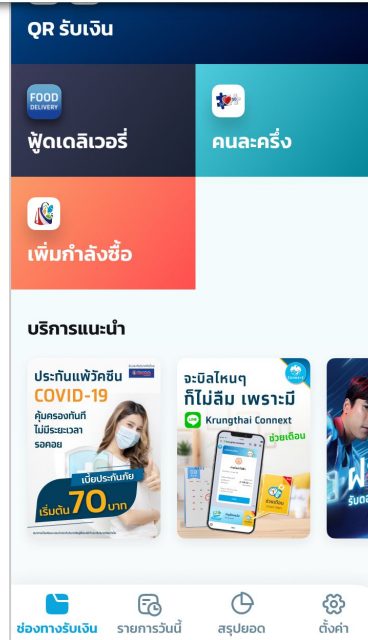 QR รับเงิน
FOOD
DELIVERY
ฟู้ดเดลิเวอรี่
คนละครึ่ง
เพิ่มกำลังซื้อ
บริการแนะนำ
ประกันแพ้วัคซีน
COVID-19
คุ้มครองทันที
ไม่มีระยะเวลา
รอคอย
เบี้ยประกันภัย
เริ่มต้น 70 บาท
จะบิลไหนๆ
ก็ไม่ลืม เพราะมี
LINE Krungthai Connext
ช่วยเตือน
ช่องทางรับเงิน
รายการวันนี้
สรุปยอด
ตั้งค่า